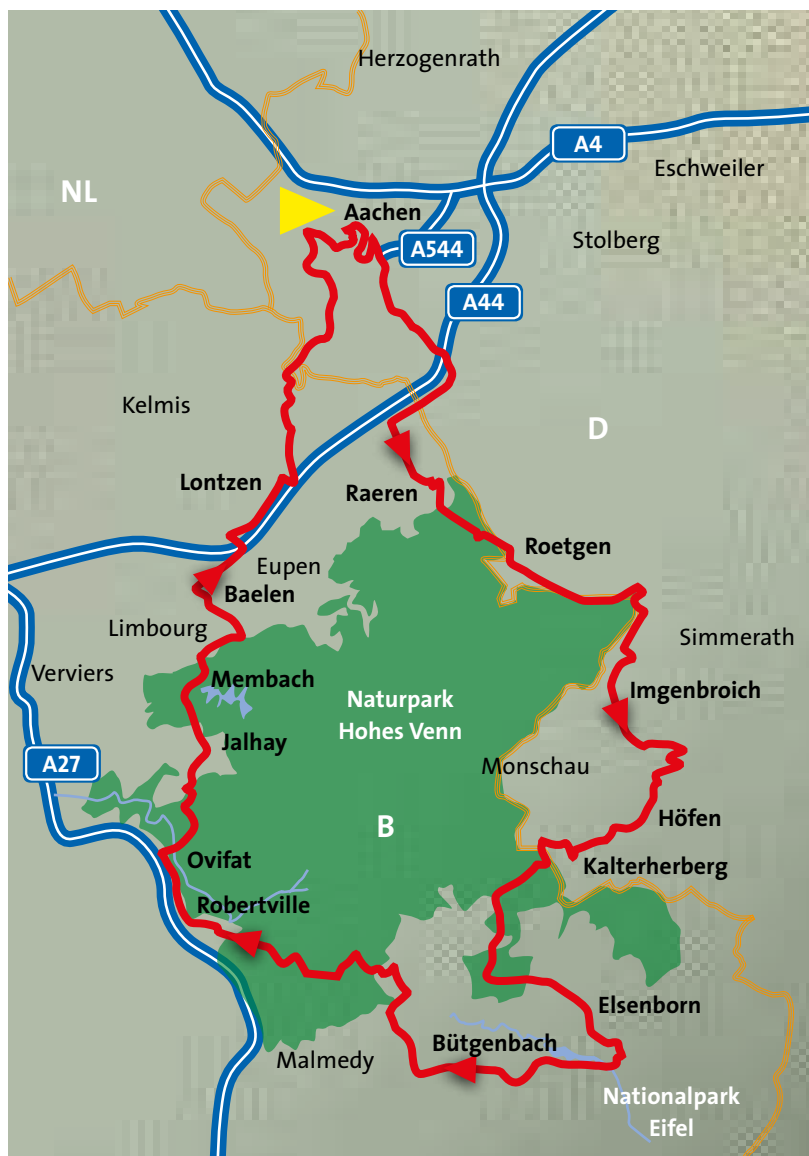 Herzogenrath
A4
Eschweiler
NL
Aachen
Stolberg
A544
A44
Kelmis
D
Lontzen
Raeren
Roetgen
Eupen
Baelen
Limbourg
Simmerath
Verviers
Membach
Imgenbroich
Naturpark
Hohes Venn
Jalhay
A27
Monschau
Höfen
B
Ovifat
Kalterherberg
Robertville
Elsenborn
Bütgenbach
Malmedy
Nationalpark
Eifel